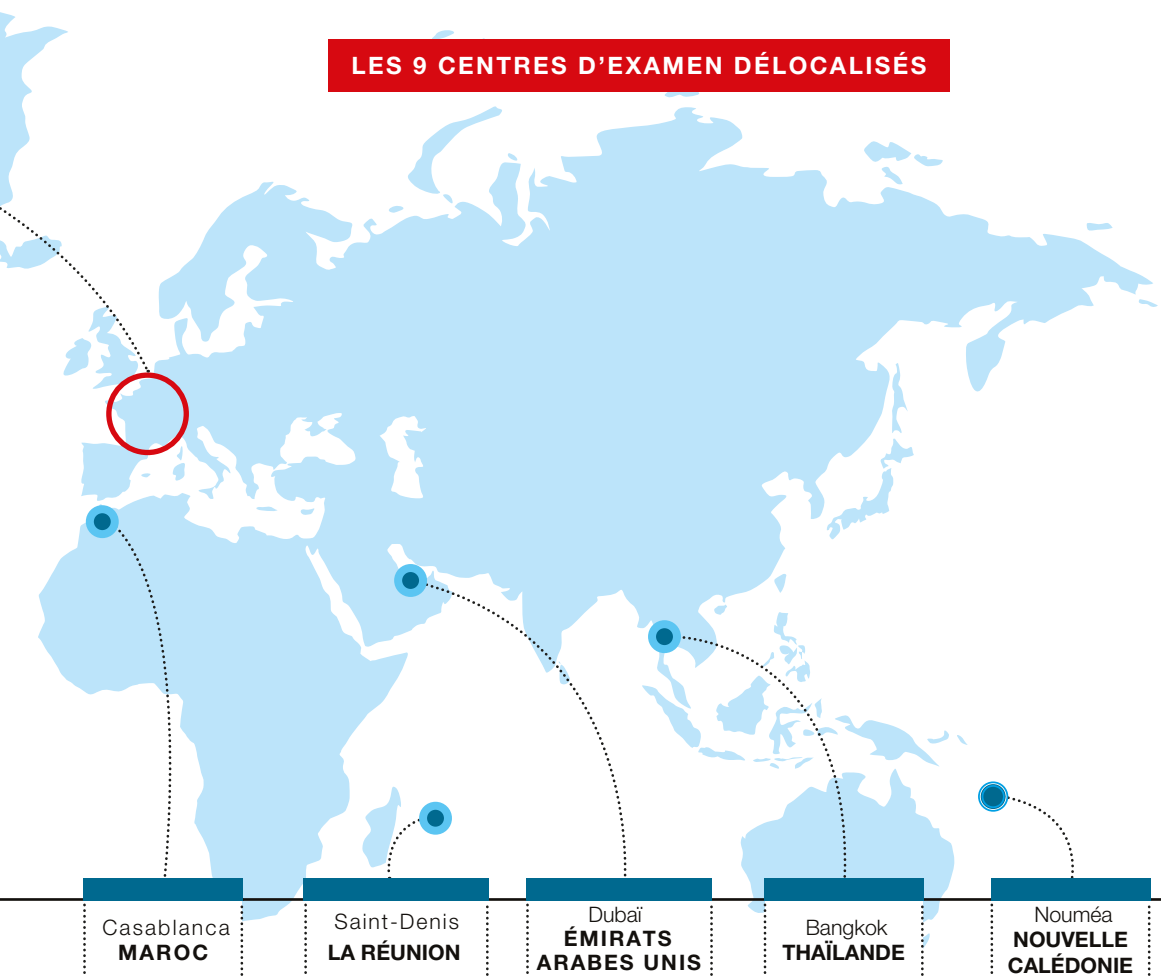 LES 9 CENTRES D'EXAMEN DÉLOCALISÉS
Casablanca
MAROC
Saint-Denis
LA RÉUNION
Dubaï
ÉMIRATS
ARABES UNIS
Bangkok
THAÏLANDE
Nouméa
NOUVELLE
CALÉDONIE